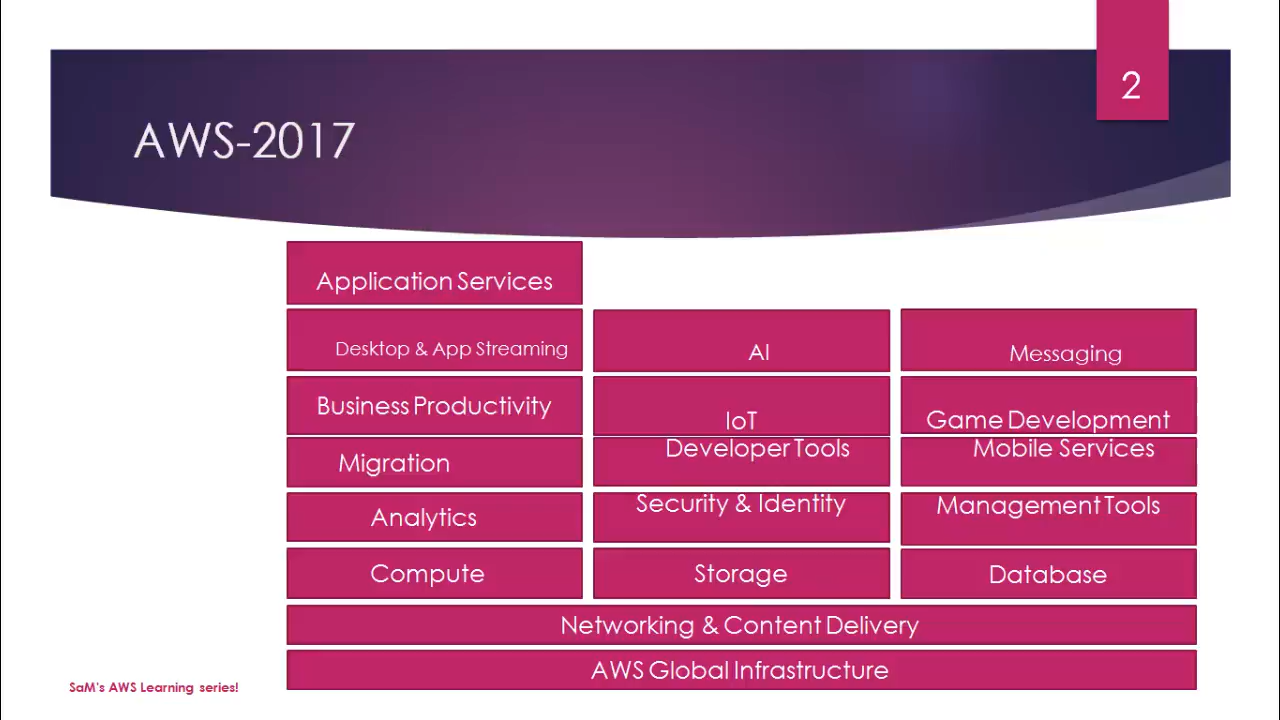 2
AWS-2017
Application Services
Desktop & App Streaming
AI
Messaging
Business Productivity
IoT
Game Development
Migration
Developer Tools
Mobile Services
Analytics
Security & Identity
Management Tools
Compute
Storage
Database
Networking & Content Delivery
AWS Global Infrastructure
SaM's AWS Learning series!